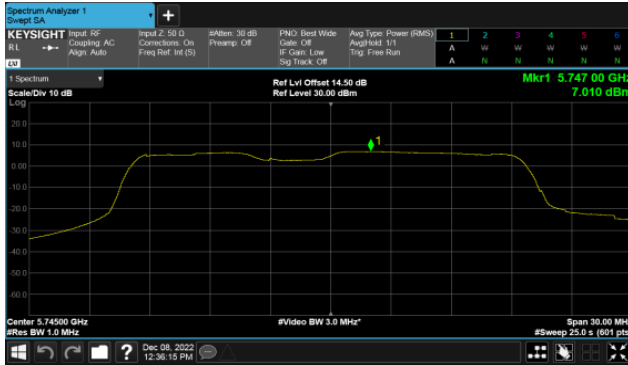 Spectrum Analyzer 1
Swept SA
+
KEYSIGHT Input: RF Input Z: 50 Ω #Atten: 30 dB PNO: Best Wide Avg Type: Power (RMS) 1 2 3 4 5 6
RL Coupling: AC Corrections: On Preamp: Off Gate: Off Avg|Hold: 1/1 A W W W W W
Align: Auto Freq Ref: Int (S) IF Gain: Low Trig: Free Run
Sig Track: Off A N N N N N
LXI
1 Spectrum Ref Lvl Offset 14.50 dB Mkr1 5.747 00 GHz
Scale/Div 10 dB Ref Level 30.00 dBm 7.010 dBm
Log
20.0
10.0
1
0.00
-10.0
-20.0
-30.0
-40.0
-50.0
-60.0
Center 5.74500 GHz #Video BW 3.0 MHz* Span 30.00 MH
#Res BW 1.0 MHz #Sweep 25.0 s (601 pts
? Dec 08, 2022
12:36:15 PM